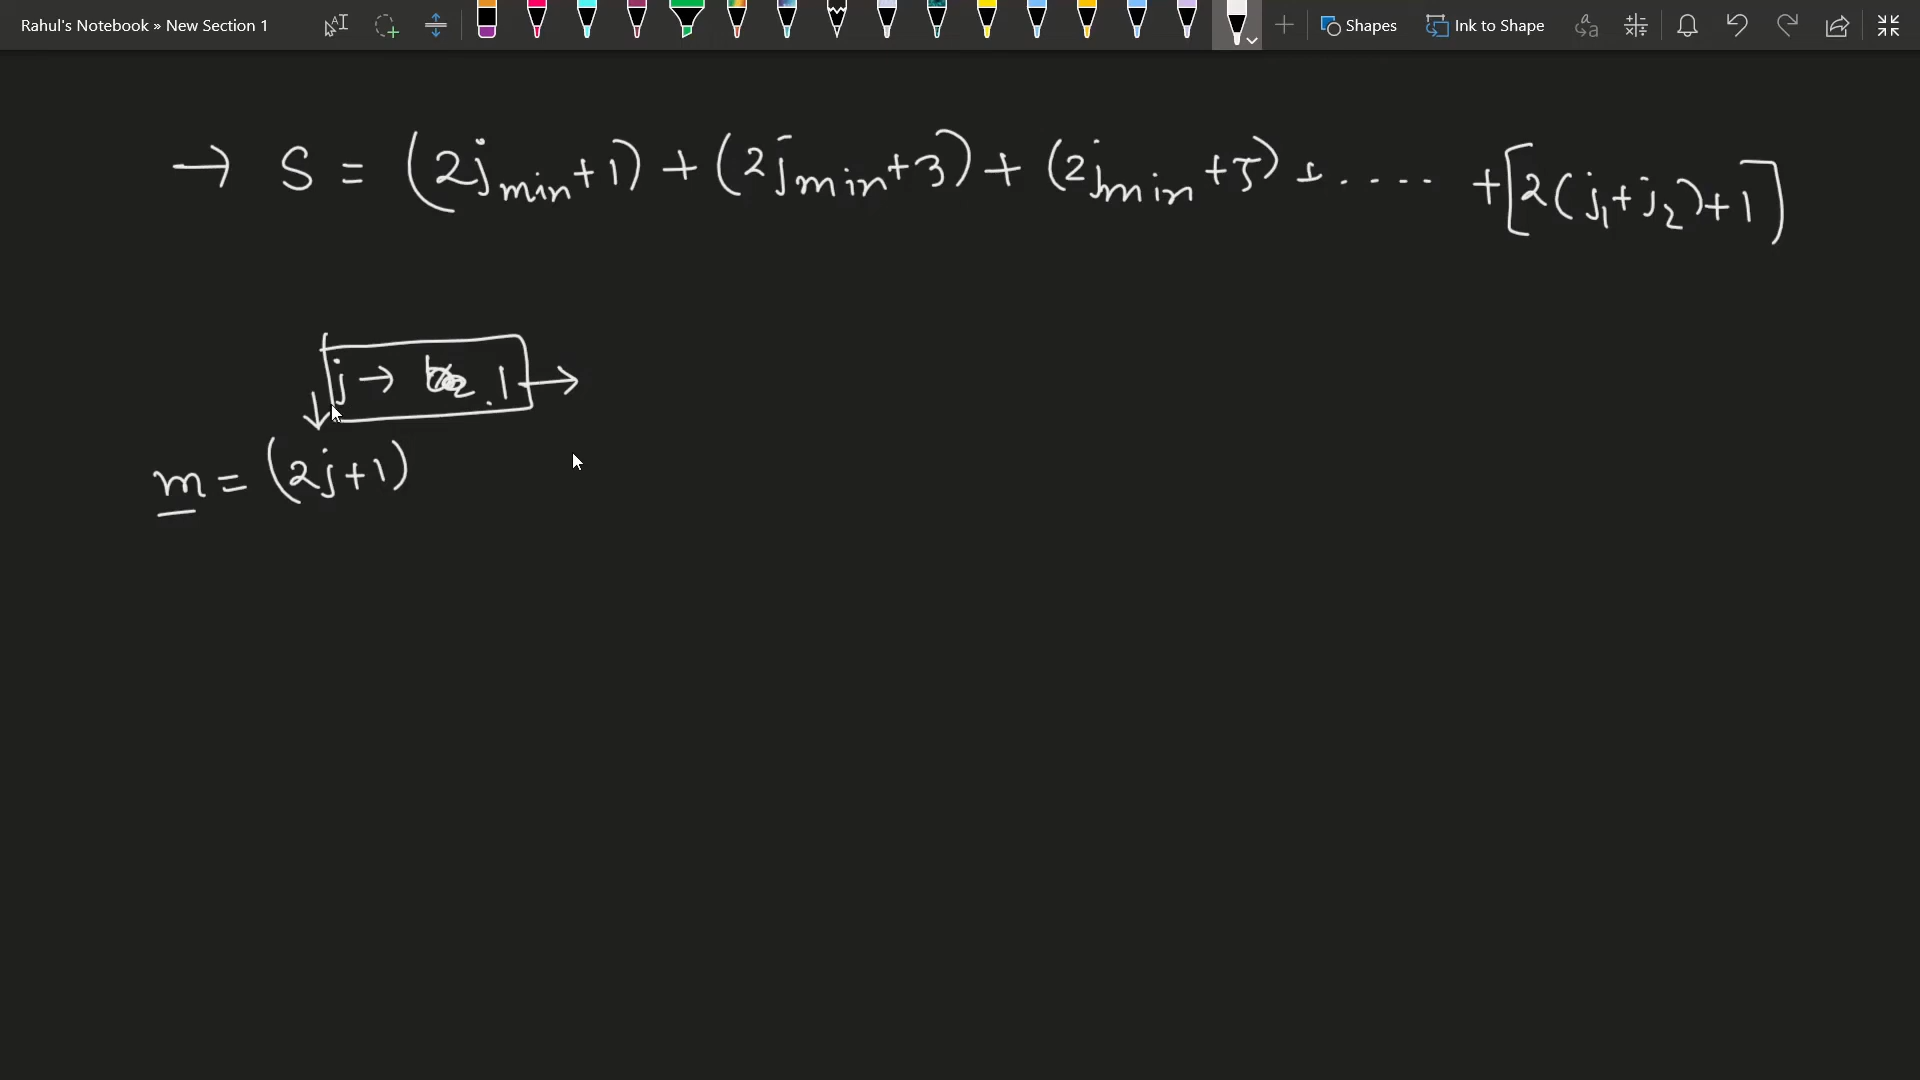 Rahul's Notebook » New Section 1 Shapes Ink to Shape
→ S = (2j_min + 1) + (2j_min + 3) + (2j_min + 5) + ..... + [2(j₁ + j₂) + 1]
j → . 1 →
↓
m = (2j + 1)